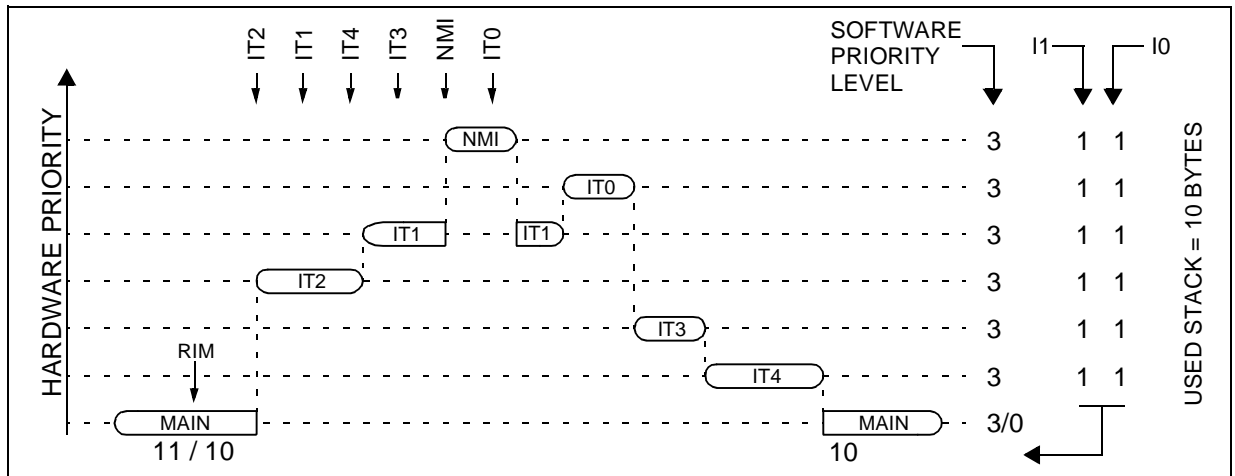 IT2
IT1
IT4
IT3
NMI
IT0
SOFTWARE
PRIORITY
LEVEL
I1
I0
HARDWARE PRIORITY
USED STACK = 10 BYTES
NMI
3
1 1
IT0
3
1 1
IT1
IT1
3
1 1
IT2
3
1 1
IT3
3
1 1
RIM
IT4
3
1 1
MAIN
MAIN
3/0
11 / 10
10